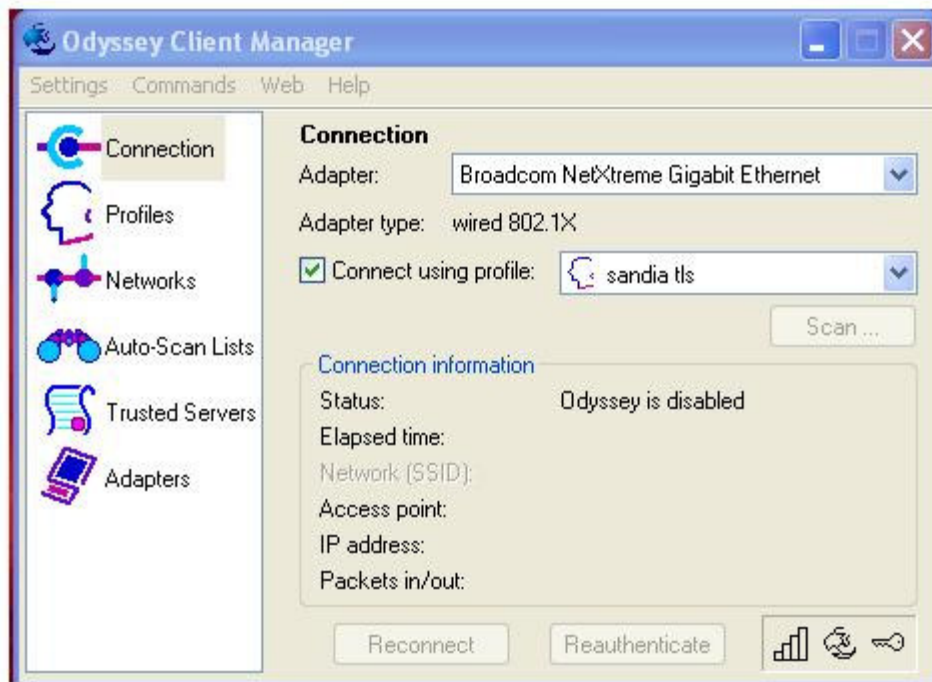 Odyssey Client Manager
Settings Commands Web Help
Connection
Profiles
Networks
Auto-Scan Lists
Trusted Servers
Adapters
Connection
Adapter: Broadcom NetXtreme Gigabit Ethernet
Adapter type: wired 802.1X
Connect using profile: sandia tls
Scan ...
Connection information
Status: Odyssey is disabled
Elapsed time:
Network (SSID):
Access point:
IP address:
Packets in/out:
Reconnect Reauthenticate